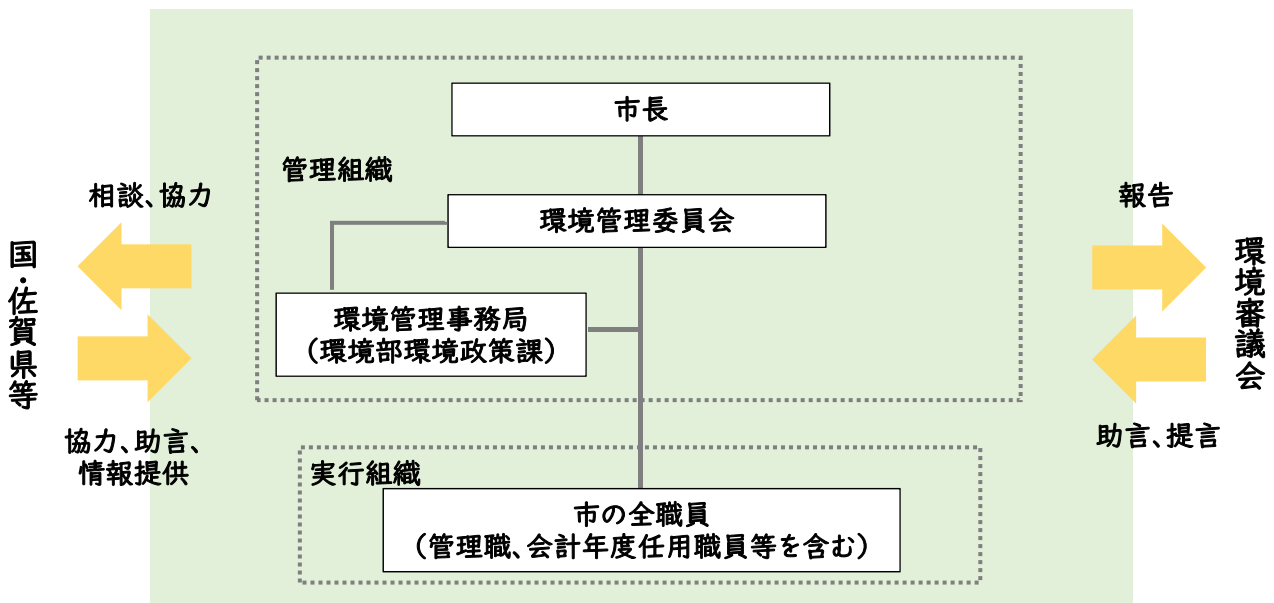 市長
管理組織
相談、協力
報告
環境管理委員会
国・佐賀県等
環境審議会
環境管理事務局
（環境部環境政策課）
協力、助言、
情報提供
助言、提言
実行組織
市の全職員
（管理職、会計年度任用職員等を含む）